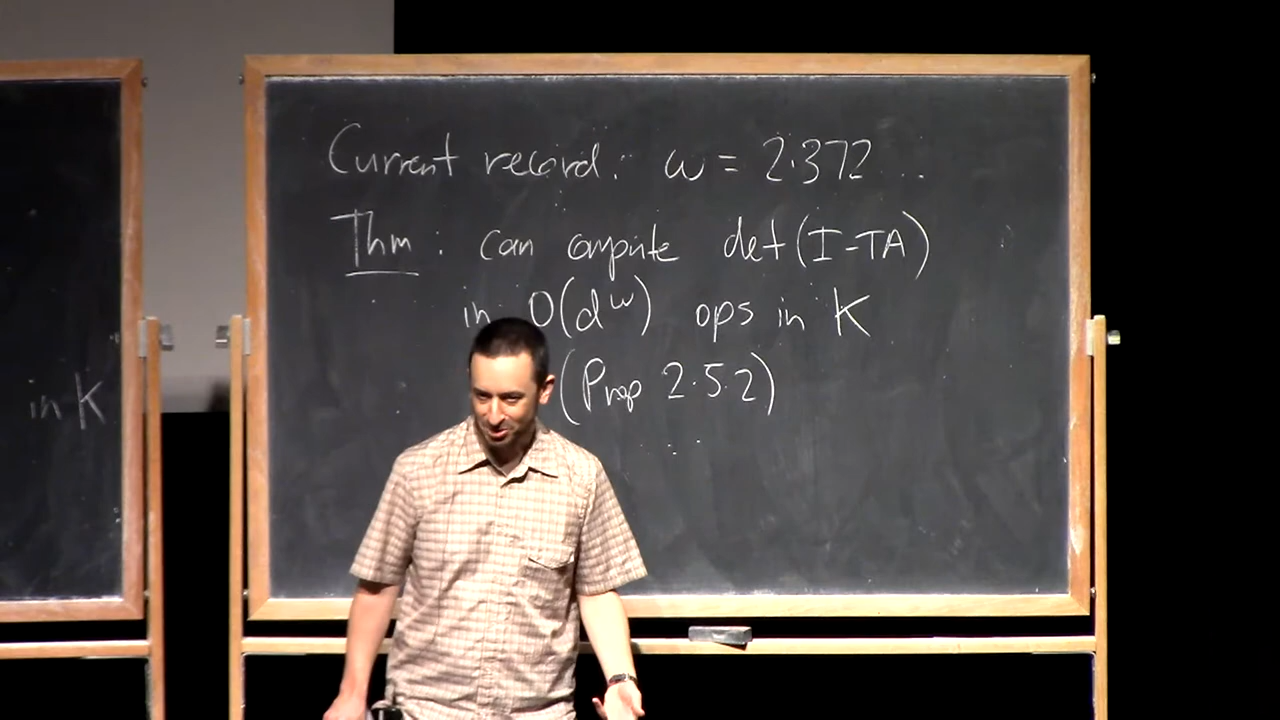 in K
Current record: ω = 2.372...
Thm: can compute det(I-TA)
in O(d^ω) ops in K
(Prop 2.5.2)